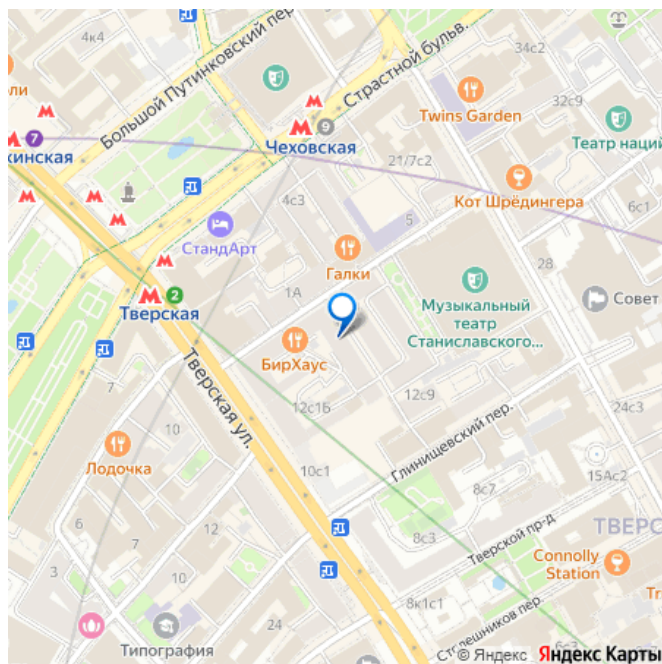 4к4
Большой Путинковский пер.
Страстной бульв.
34с2
Twins Garden
32с9
9
Чеховская
7
Театр наций
21/7с2
Кот Шрёдингера
4с3
5
6с1
СтандАрт
Галки
28
1А
2
Тверская
Музыкальный
театр
Станиславского...
Совет
БирХаус
7
12с9
12с1Б
Тверская ул.
24с3
10
Лодочка
Глинищевский пер.
10с1
15Ас2
8с7
6
7
12
8с3
Тверской пр-д
Connolly
Station
3
8к1с1
24
Типография
© Яндекс Яндекс Карты